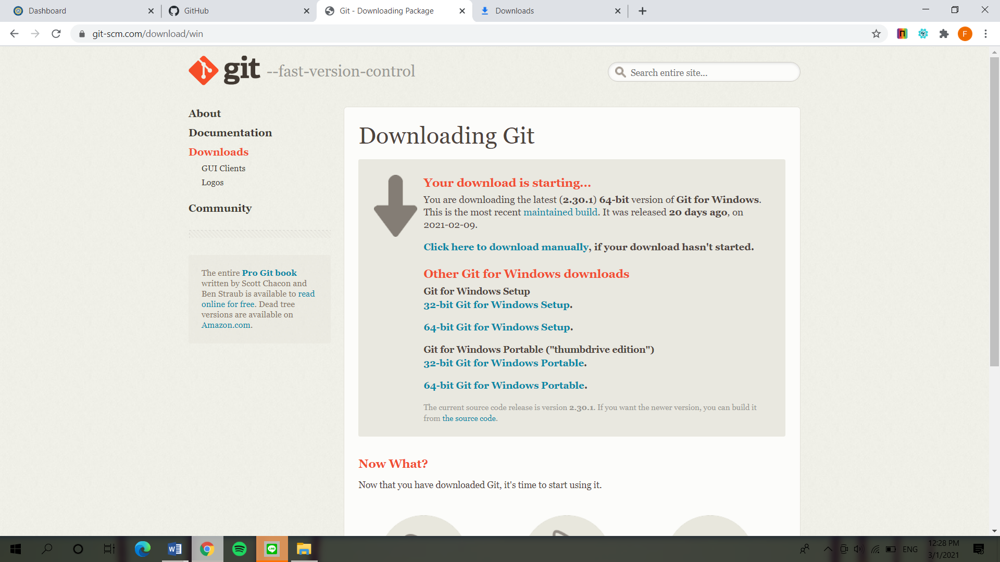 Dashboard
GitHub
Git - Downloading Package
Downloads
git-scm.com/download/win
F
git --fast-version-control
Search entire site...
About
Documentation
Downloads
GUI Clients
Logos
Community
The entire Pro Git book
written by Scott Chacon and
Ben Straub is available to read
online for free. Dead tree
versions are available on
Amazon.com.
Downloading Git
Your download is starting...
You are downloading the latest (2.30.1) 64-bit version of Git for Windows.
This is the most recent maintained build. It was released 20 days ago, on
2021-02-09.
Click here to download manually, if your download hasn't started.
Other Git for Windows downloads
Git for Windows Setup
32-bit Git for Windows Setup.
64-bit Git for Windows Setup.
Git for Windows Portable ("thumbdrive edition")
32-bit Git for Windows Portable.
64-bit Git for Windows Portable.
The current source code release is version 2.30.1. If you want the newer version, you can build it
from the source code.
Now What?
Now that you have downloaded Git, it's time to start using it.
W
LINE
ENG
12:28 PM
3/1/2021